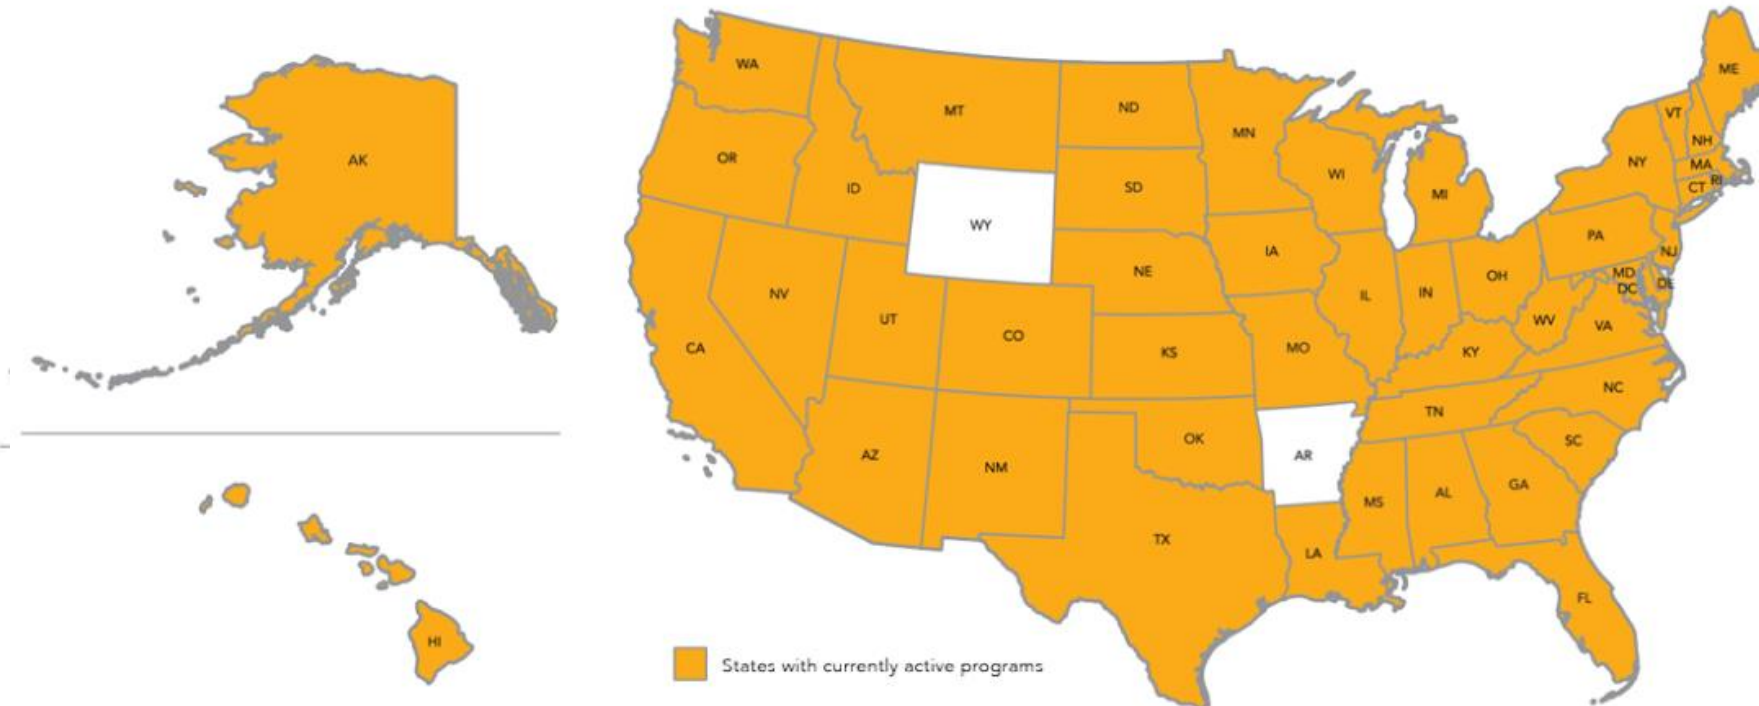 WA
MT
ND
MN
ME
VT
NH
OR
ID
SD
WI
NY
MA
AK
MI
CT
RI
WY
PA
IA
NE
NJ
OH
MD
NV
IL
IN
DC
DE
UT
WV
VA
CO
CA
KS
MO
KY
NC
TN
OK
SC
AZ
NM
AR
GA
MS
AL
TX
LA
FL
HI
States with currently active programs